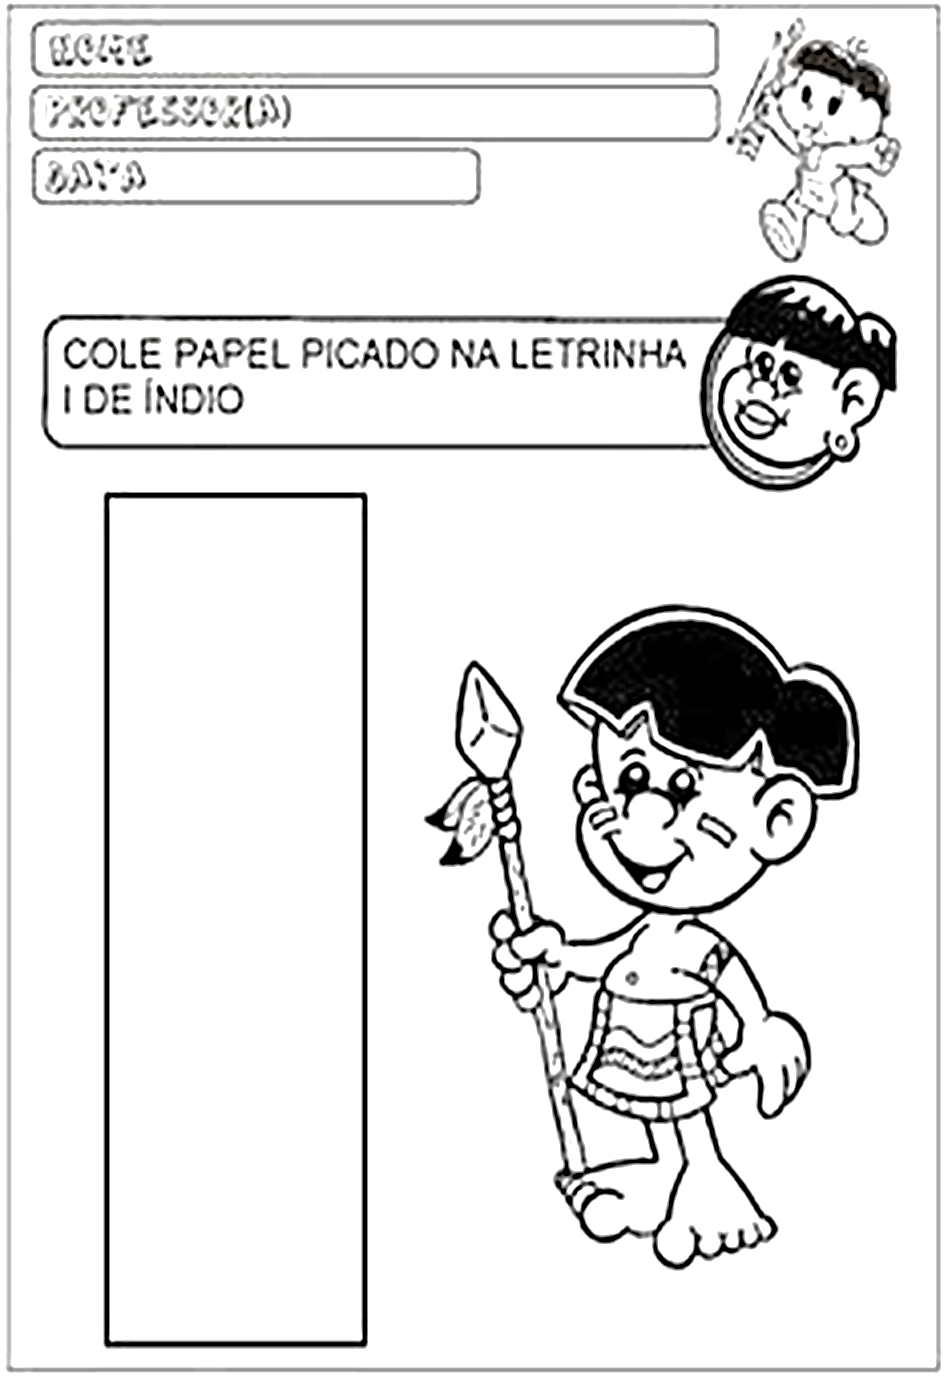 NOME
PROFESSOR(A)
DATA
COLE PAPEL PICADO NA LETRINHA
I DE ÍNDIO